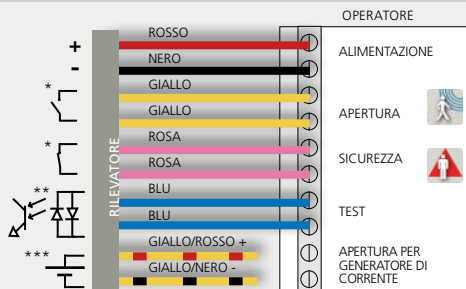 OPERATORE
ROSSO
+
ALIMENTAZIONE
NERO
-
GIALLO
*
GIALLO
APERTURA
ROSA
*
SICUREZZA
ROSA
RILEVATORE
BLU
**
TEST
BLU
GIALLO/ROSSO +
***
APERTURA PER
GENERATORE DI
CORRENTE
GIALLO/NERO -